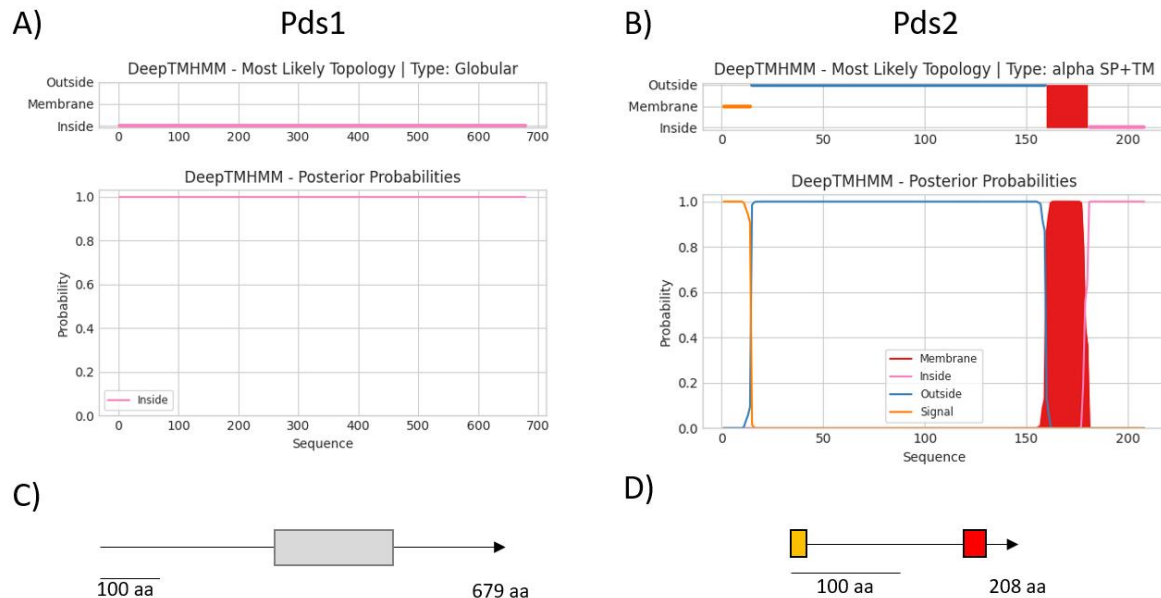 A)
Pds1
DeepTMHMM - Most Likely Topology | Type: Globular
Outside
Membrane
Inside
0 100 200 300 400 500 600 700
DeepTMHMM - Posterior Probabilities
1.0
0.8
0.6
0.4
0.2
0.0
Probability
Inside
0 100 200 300 400 500 600 700
Sequence
B)
Pds2
DeepTMHMM - Most Likely Topology | Type: alpha SP+TM
Outside
Membrane
Inside
0 50 100 150 200
DeepTMHMM - Posterior Probabilities
1.0
0.8
0.6
0.4
0.2
0.0
Probability
Membrane
Inside
Outside
Signal
0 50 100 150 200
Sequence
C)
100 aa
679 aa
D)
100 aa
208 aa